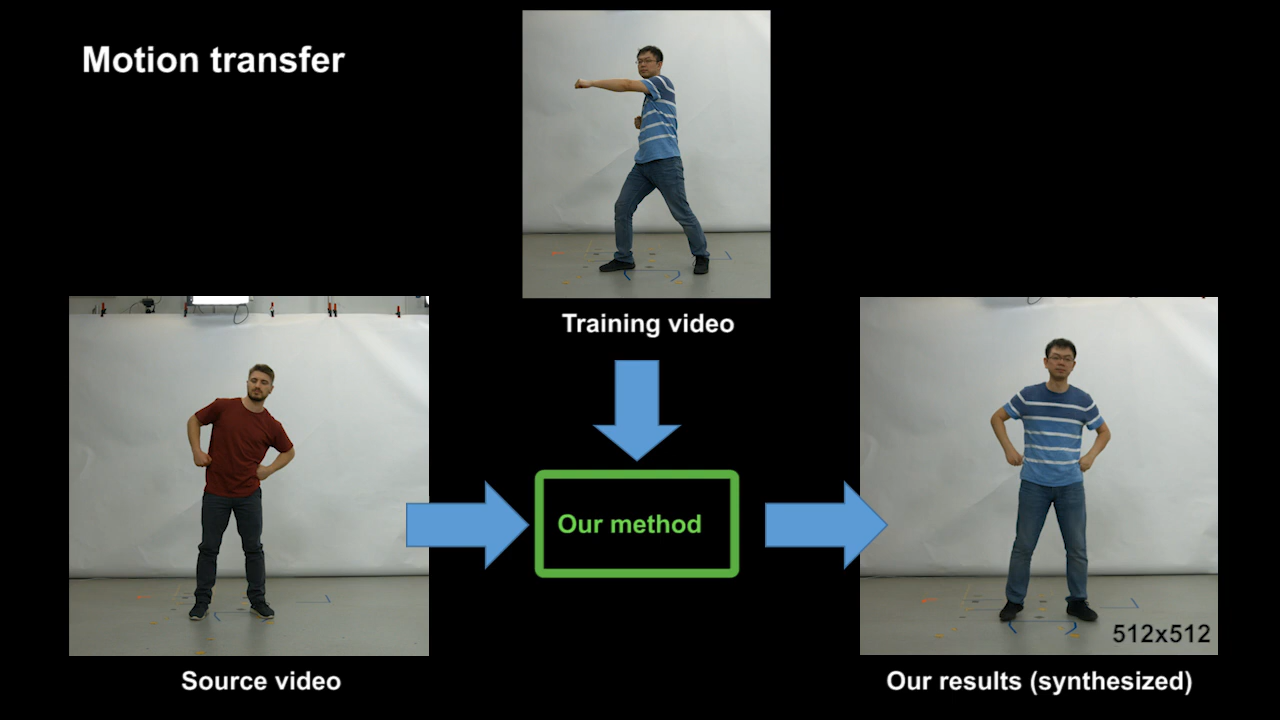 Motion transfer
Training video
Our method
512x512
Source video
Our results (synthesized)